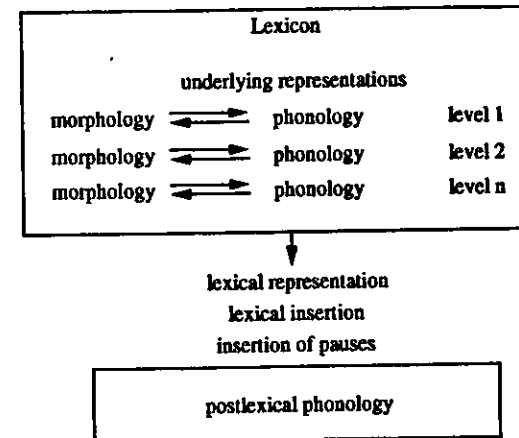 Lexicon
underlying representations
morphology phonology level 1
morphology phonology level 2
morphology phonology level n
lexical representation
lexical insertion
insertion of pauses
postlexical phonology